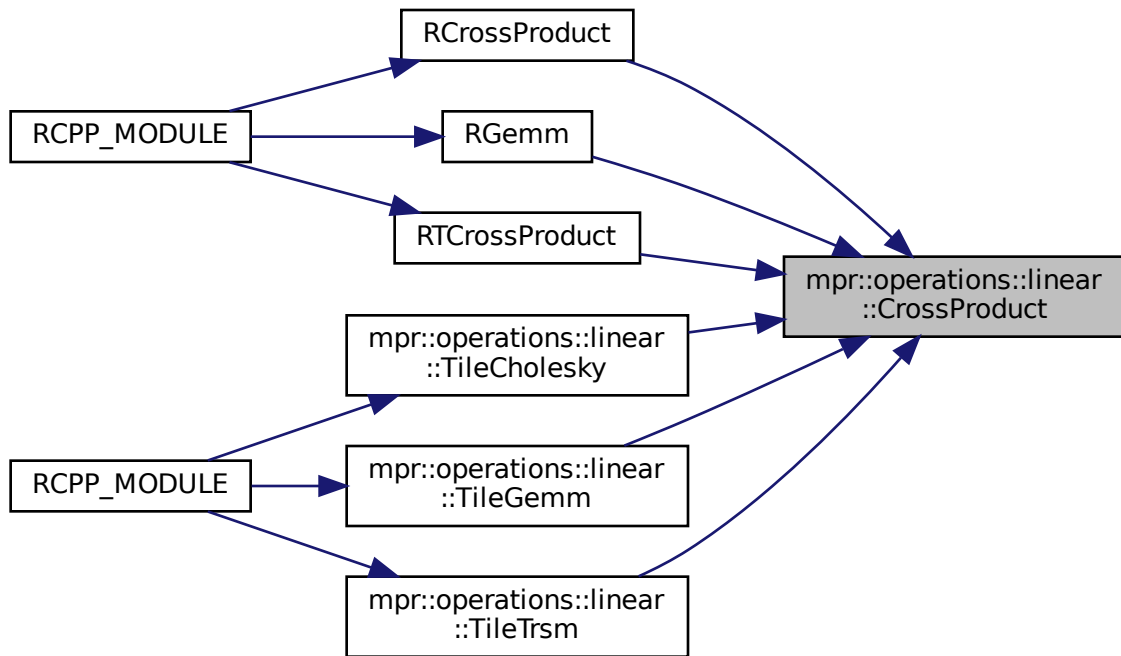 RCrossProduct
RCPP_MODULE
RGemm
RTCrossProduct
mpr::operations::linear
::CrossProduct
mpr::operations::linear
::TileCholesky
RCPP_MODULE
mpr::operations::linear
::TileGemm
mpr::operations::linear
::TileTrsm